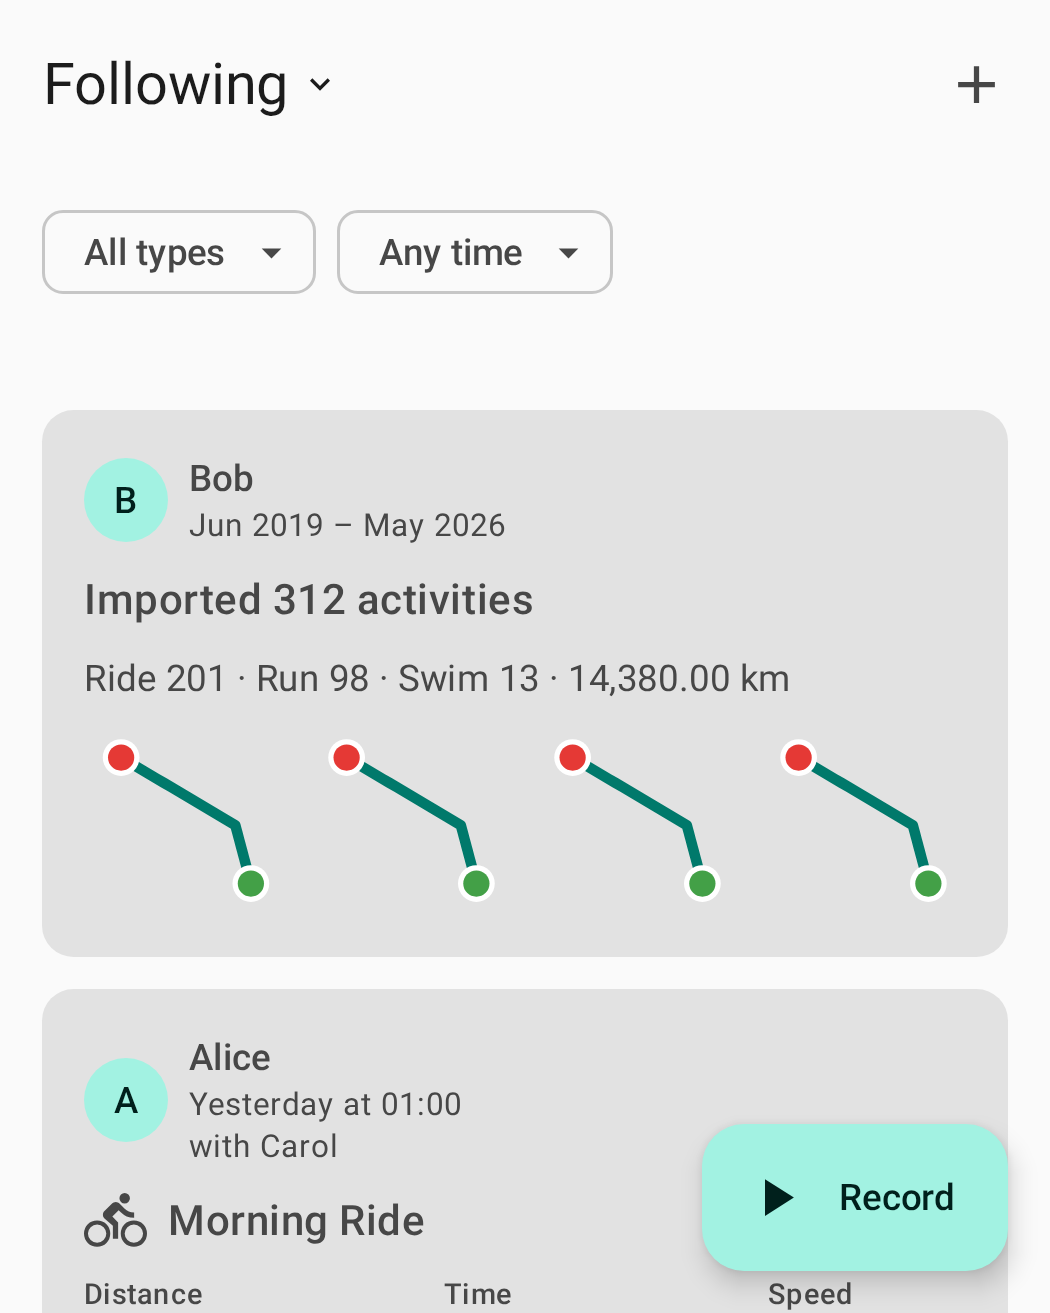 Following
All types
Any time
B
Bob
Jun 2019 – May 2026
Imported 312 activities
Ride 201 · Run 98 · Swim 13 · 14,380.00 km
A
Alice
Yesterday at 01:00
with Carol
Morning Ride
Record
Distance
Time
Speed